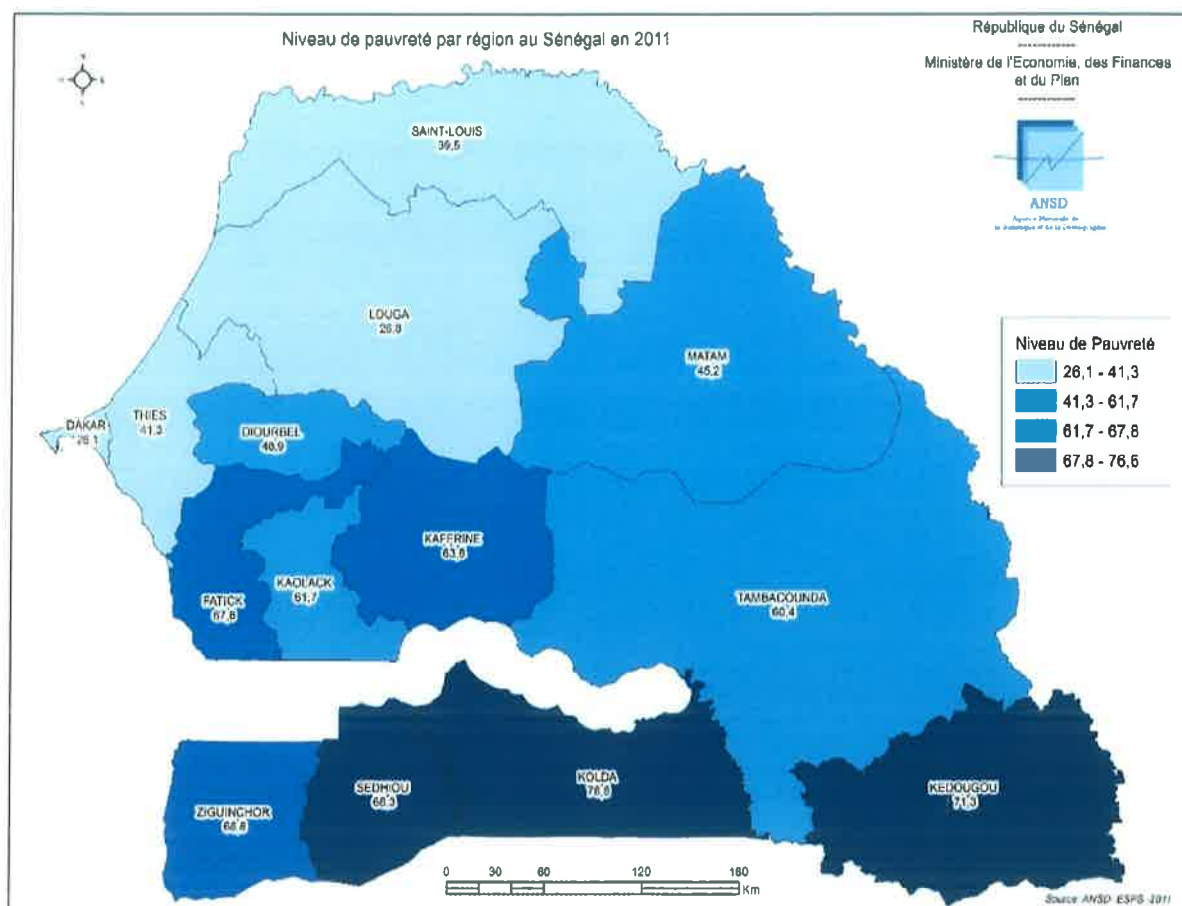 Niveau de pauvreté par région au Sénégal en 2011
République du Sénégal
Ministère de l'Economie, des Finances
et du Plan
ANSD
SAINT-LOUIS
39,5
LOUGA
26,8
MATAM
45,2
Niveau de Pauvreté
26,1 - 41,3
41,3 - 61,7
61,7 - 67,8
67,8 - 76,6
DAKAR
26,1
THIES
41,3
DIOURBEL
KAFFRINE
63,8
KAOLACK
61,7
FATICK
67,8
TAMBACOUNDA
60,4
ZIGUINCHOR
66,8
SEDHIOU
68,3
KOLDA
76,6
KEDOUGOU
71,3
0 30 60 120 180
Km
Source ANSD ESPS 2011